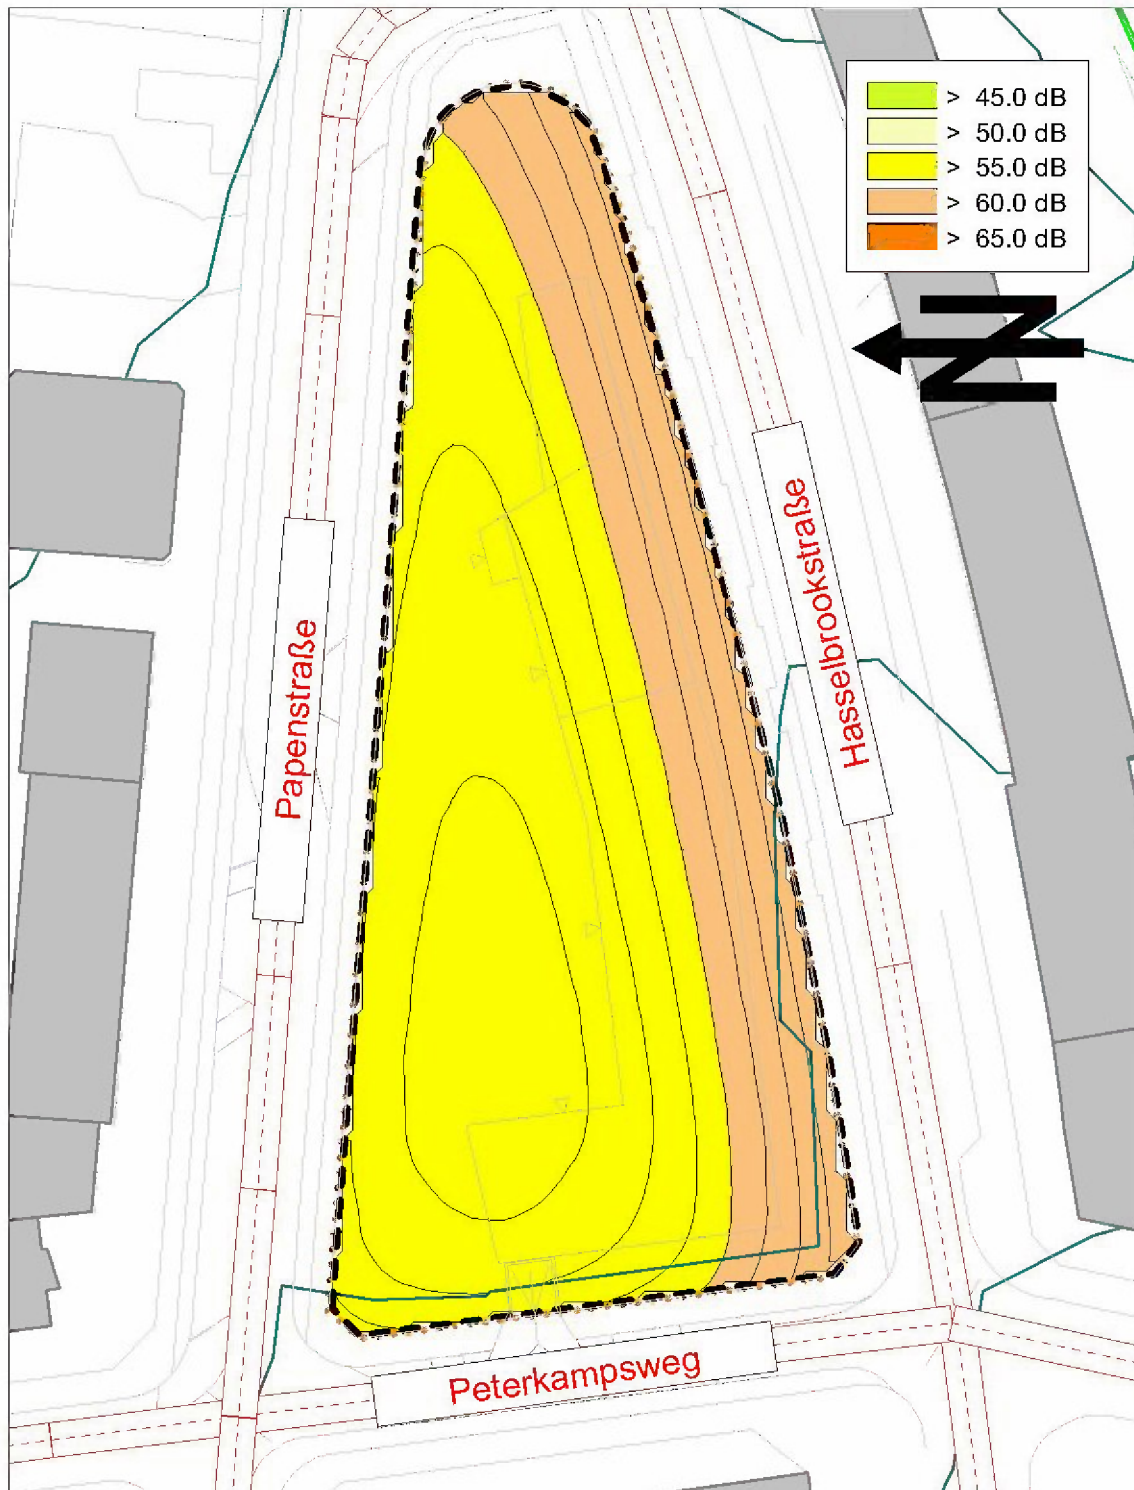 > 45.0 dB
> 50.0 dB
> 55.0 dB
> 60.0 dB
> 65.0 dB
N
Papenstraße
Hasselbrookstraße
Peterkampsweg